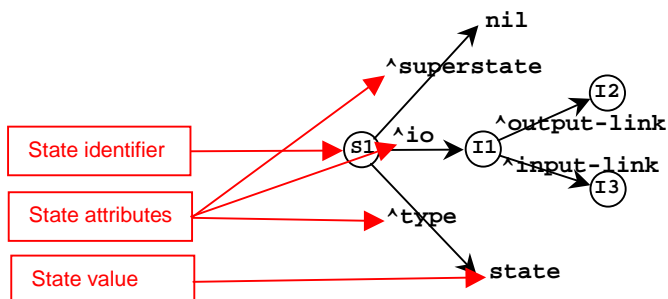 nil
^superstate
I2
^output-link
State identifier
S1
^io
I1
^input-link
I3
State attributes
^type
State value
state